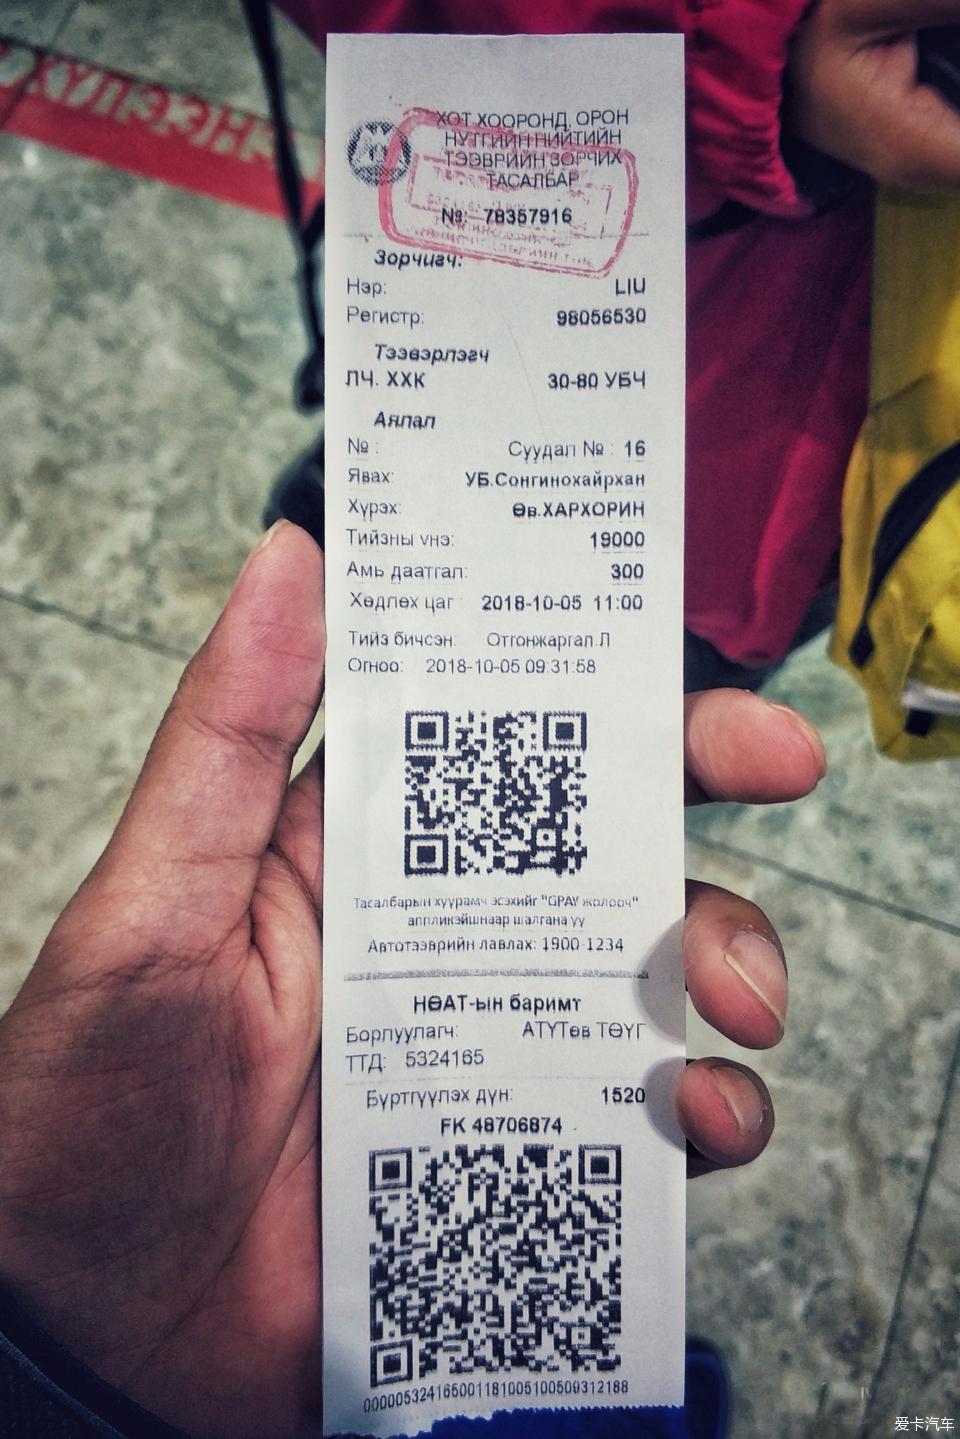 ХОТ ХООРОНД, ОРОН
НУТГИЙН НИЙТИЙН
ТЭЭВРИЙН ЗОРЧИХ
ТАСАЛБАР
№: 78357916
Зорчигч:
Нэр: LIU
Регистр: 98056530
Тээвэрлэгч
ЛЧ. ХХК 30-80 УБЧ
Аялал
№ : Суудал № : 16
Явах: УБ.Сонгинохайрхан
Хүрэх: Өв.ХАРХОРИН
Тийзны үнэ: 19000
Амь даатгал: 300
Хөдлөх цаг 2018-10-05 11:00
Тийз бичсэн: Отгонжаргал.Л
Огноо: 2018-10-05 09:31:58
Тасалбарын хуурамч эсэхийг "GPAY жолооч"
аппликэйшнаар шалгана уу
Автотээврийн лавлах: 1900-1234
НӨАТ-ын баримт
Борлуулагч: АТҮТөв ТӨҮГ
ТТД: 5324165
Бүртгүүлэх дүн: 1520
FK 48706874
000005324165001181005100509312188
爱卡汽车